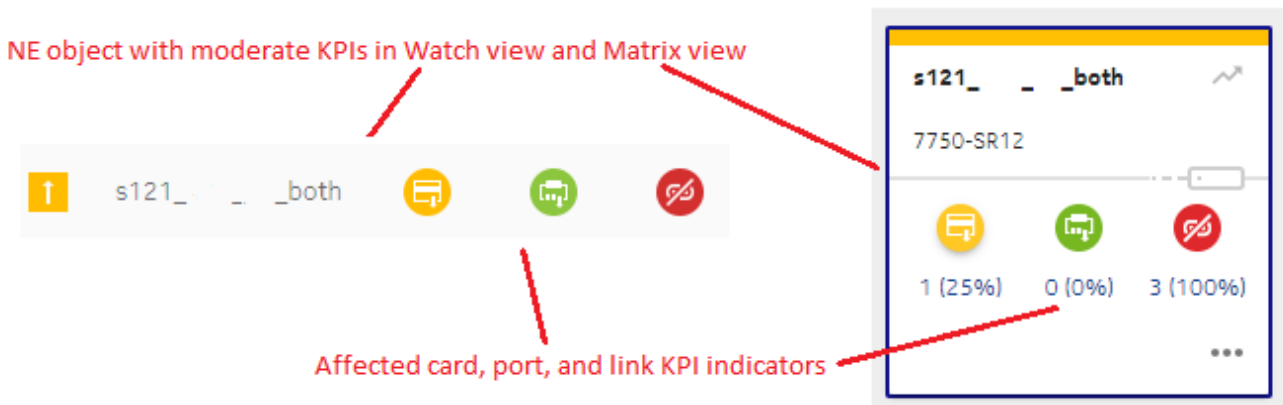 NE object with moderate KPIs in Watch view and Matrix view
s121_ _ _both
7750-SR12
s121_ _ _both
1 (25%) 0 (0%) 3 (100%)
Affected card, port, and link KPI indicators